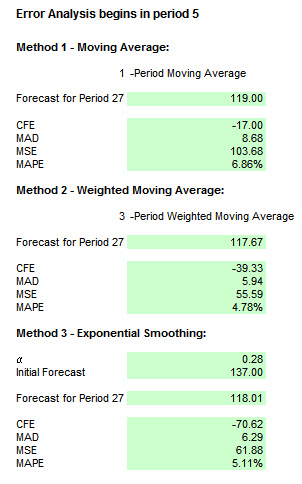 Error Analysis begins in period 5
Method 1 - Moving Average:
1 -Period Moving Average
Forecast for Period 27 119.00
CFE -17.00
MAD 8.68
MSE 103.68
MAPE 6.86%
Method 2 - Weighted Moving Average:
3 -Period Weighted Moving Average
Forecast for Period 27 117.67
CFE -39.33
MAD 5.94
MSE 55.59
MAPE 4.78%
Method 3 - Exponential Smoothing:
α 0.28
Initial Forecast 137.00
Forecast for Period 27 118.01
CFE -70.62
MAD 6.29
MSE 61.88
MAPE 5.11%